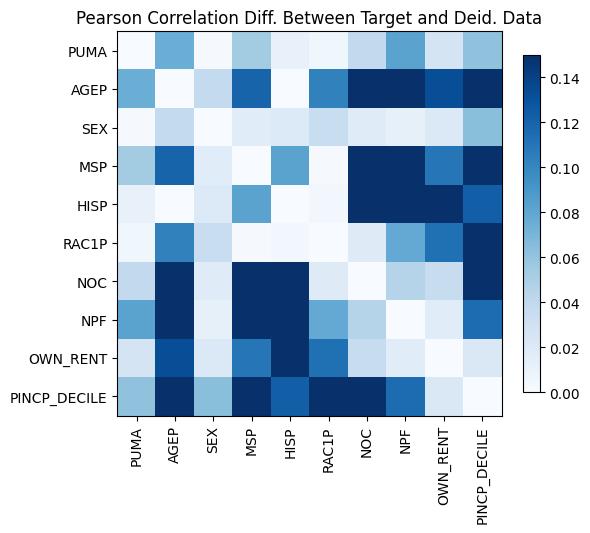 Pearson Correlation Diff. Between Target and Deid. Data
PUMA
AGEP
SEX
MSP
HISP
RAC1P
NOC
NPF
OWN_RENT
PINCP_DECILE
PUMA
AGEP
SEX
MSP
HISP
RAC1P
NOC
NPF
OWN_RENT
PINCP_DECILE
0.14
0.12
0.10
0.08
0.06
0.04
0.02
0.00